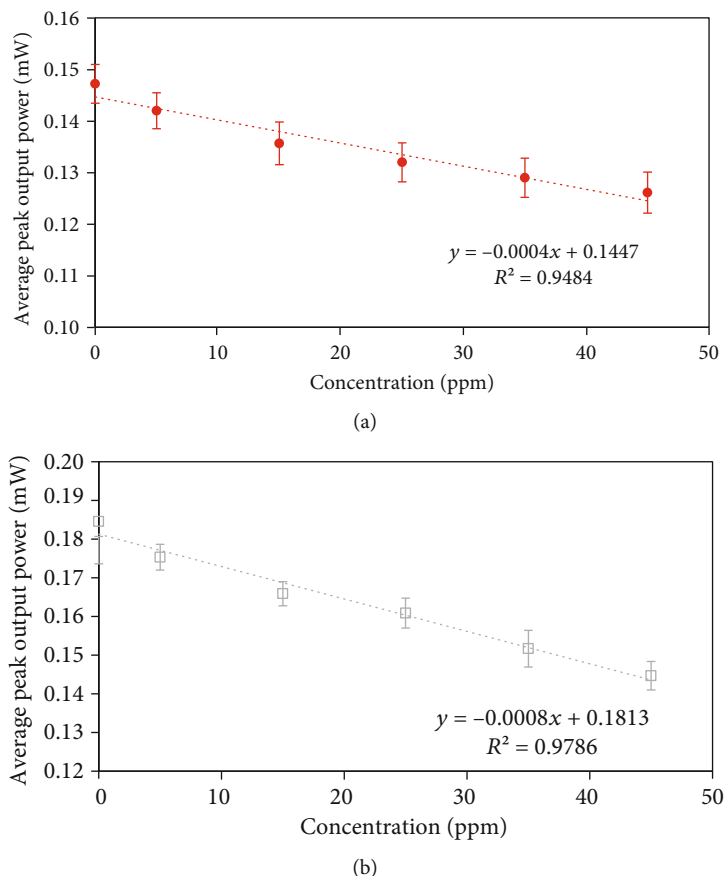 0.16
0.15
0.14
0.13
0.12
0.11
0.10
Average peak output power (mW)
y = –0.0004x + 0.1447
R² = 0.9484
0 10 20 30 40 50
Concentration (ppm)
(a)
0.20
0.19
0.18
0.17
0.16
0.15
0.14
0.13
0.12
Average peak output power (mW)
y = –0.0008x + 0.1813
R² = 0.9786
0 10 20 30 40 50
Concentration (ppm)
(b)